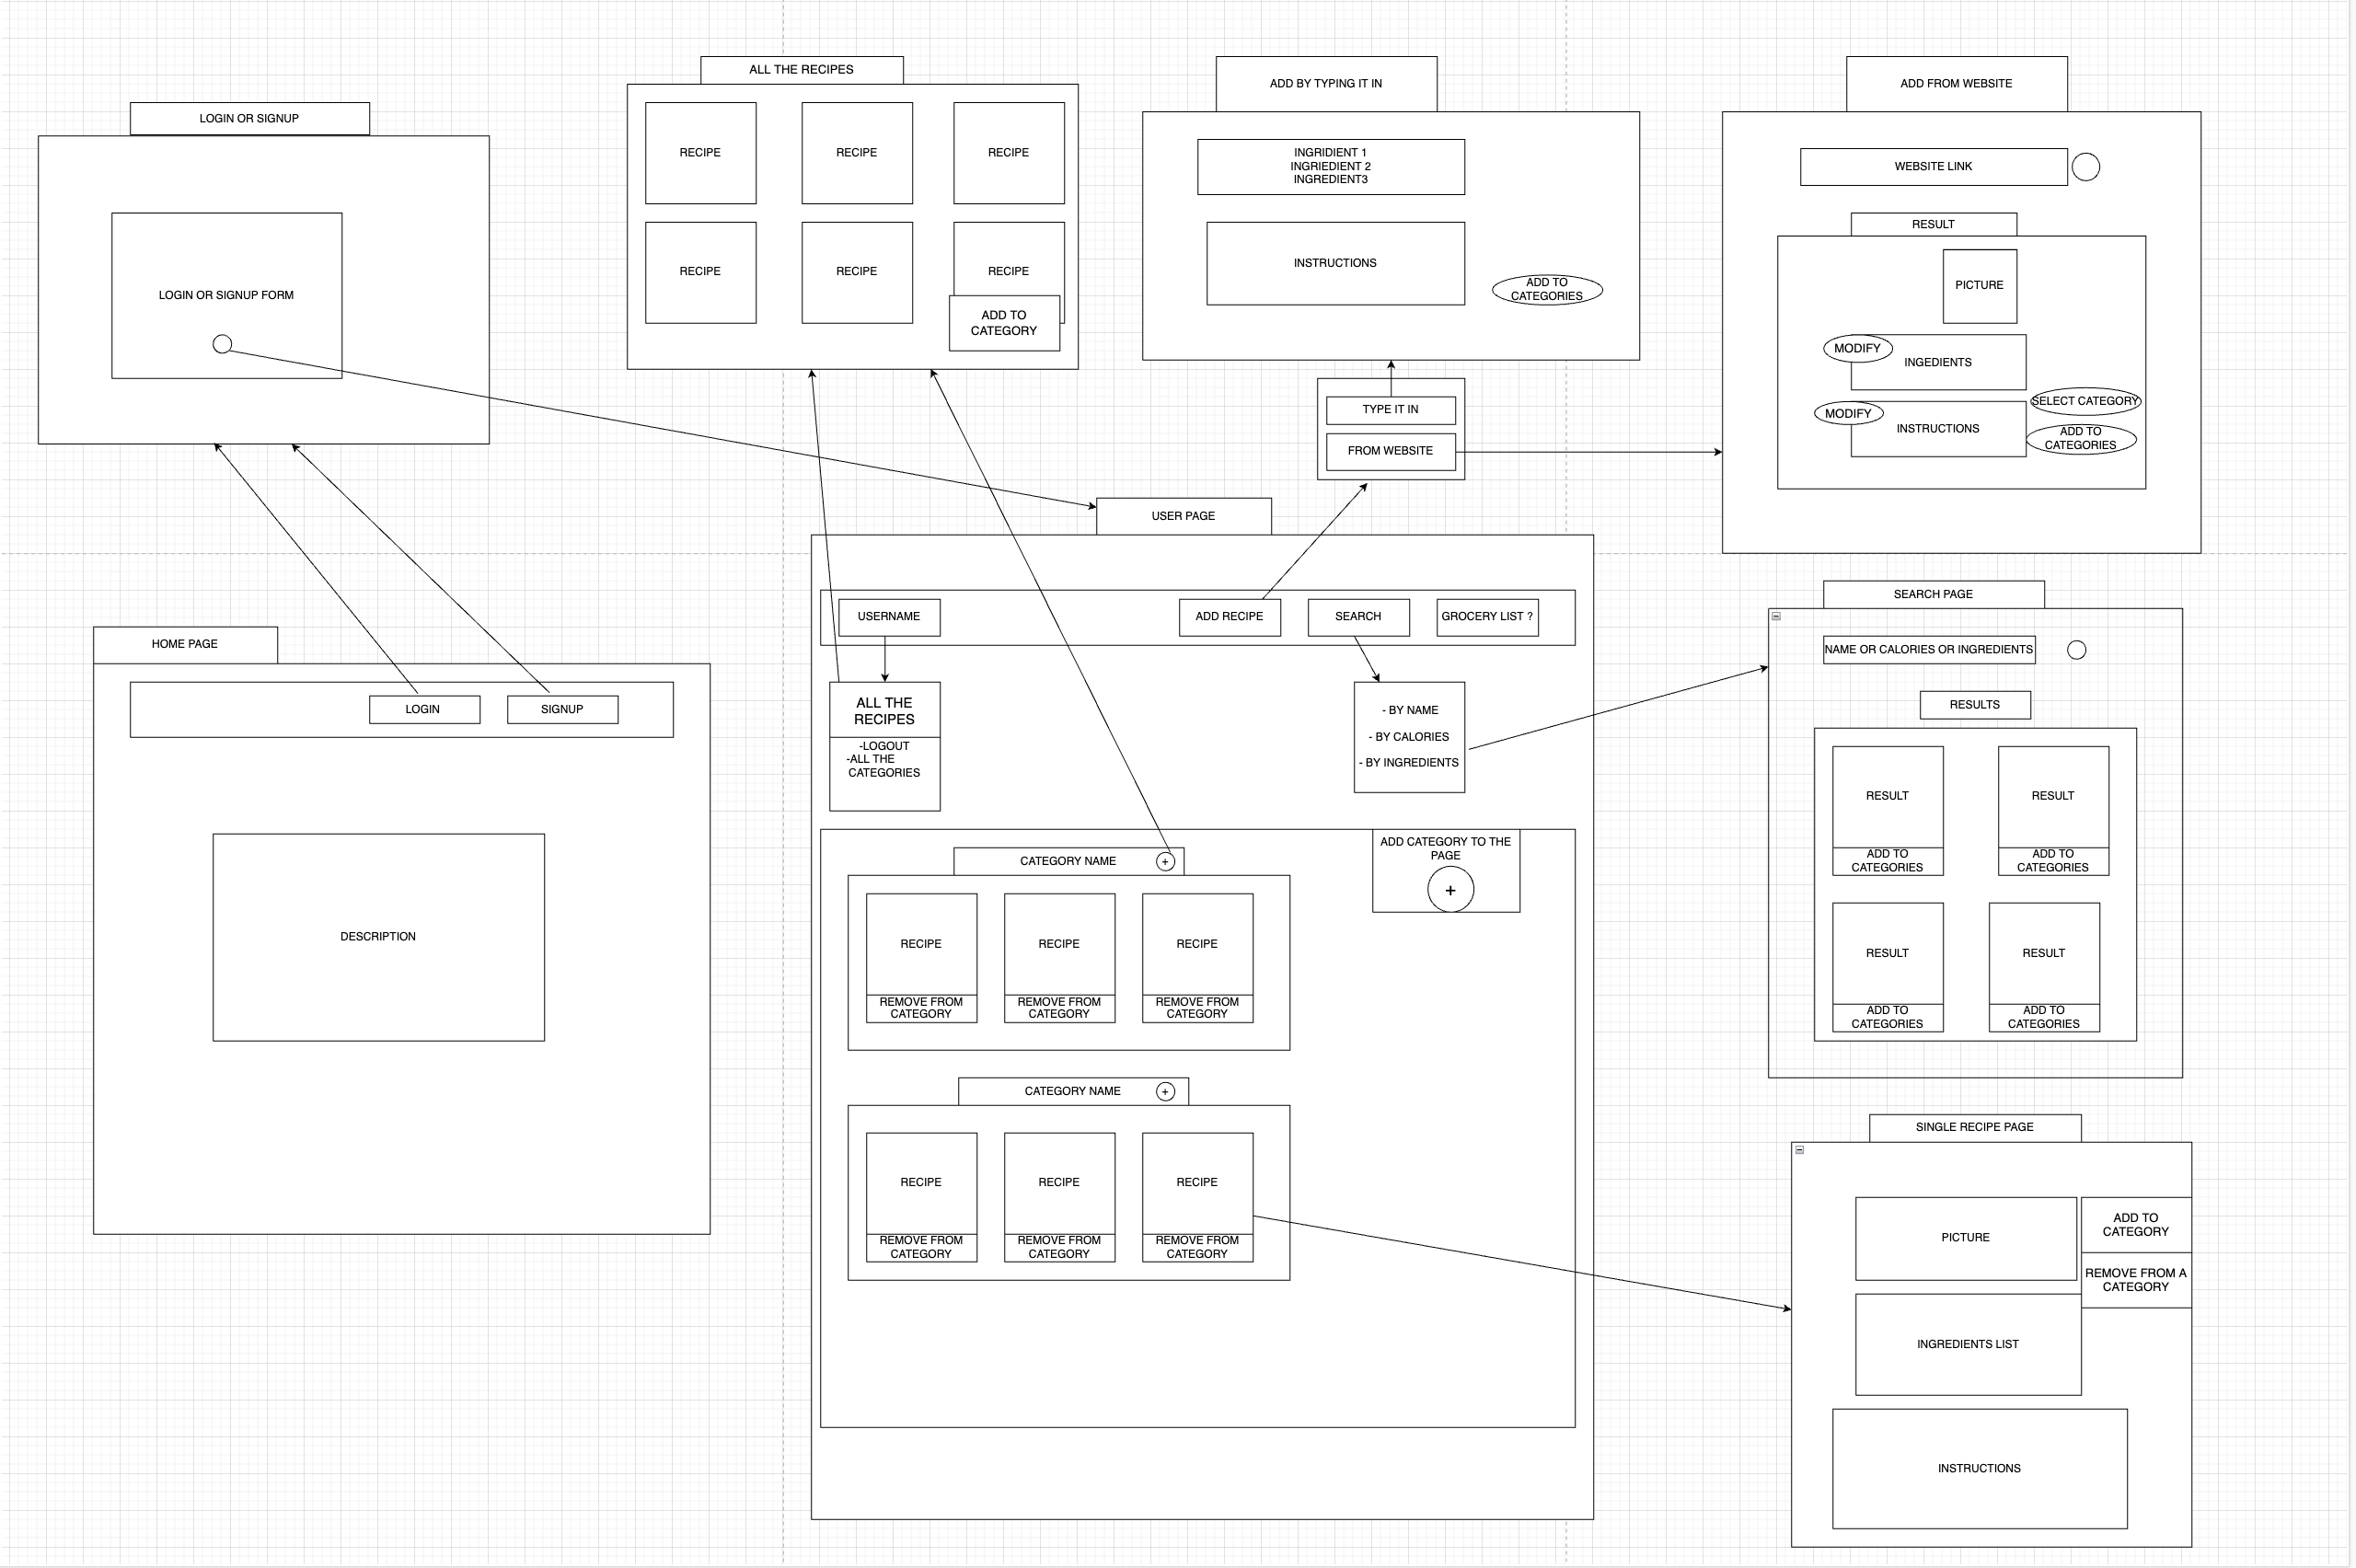 LOGIN OR SIGNUP
LOGIN OR SIGNUP FORM
ALL THE RECIPES
RECIPE
RECIPE
RECIPE
RECIPE
RECIPE
RECIPE
ADD TO
CATEGORY
ADD BY TYPING IT IN
INGRIDIENT 1
INGRIEDIENT 2
INGREDIENT3
INSTRUCTIONS
ADD TO
CATEGORIES
TYPE IT IN
FROM WEBSITE
ADD FROM WEBSITE
WEBSITE LINK
RESULT
PICTURE
MODIFY
INGEDIENTS
SELECT CATEGORY
MODIFY
INSTRUCTIONS
ADD TO
CATEGORIES
HOME PAGE
LOGIN
SIGNUP
DESCRIPTION
USER PAGE
USERNAME
ADD RECIPE
SEARCH
GROCERY LIST ?
ALL THE
RECIPES
-LOGOUT
-ALL THE
CATEGORIES
- BY NAME
- BY CALORIES
- BY INGREDIENTS
CATEGORY NAME
+
ADD CATEGORY TO THE
PAGE
+
RECIPE
RECIPE
RECIPE
REMOVE FROM
CATEGORY
REMOVE FROM
CATEGORY
REMOVE FROM
CATEGORY
CATEGORY NAME
+
RECIPE
RECIPE
RECIPE
REMOVE FROM
CATEGORY
REMOVE FROM
CATEGORY
REMOVE FROM
CATEGORY
SEARCH PAGE
NAME OR CALORIES OR INGREDIENTS
RESULTS
RESULT
RESULT
ADD TO
CATEGORIES
ADD TO
CATEGORIES
RESULT
RESULT
ADD TO
CATEGORIES
ADD TO
CATEGORIES
SINGLE RECIPE PAGE
PICTURE
ADD TO
CATEGORY
REMOVE FROM A
CATEGORY
INGREDIENTS LIST
INSTRUCTIONS